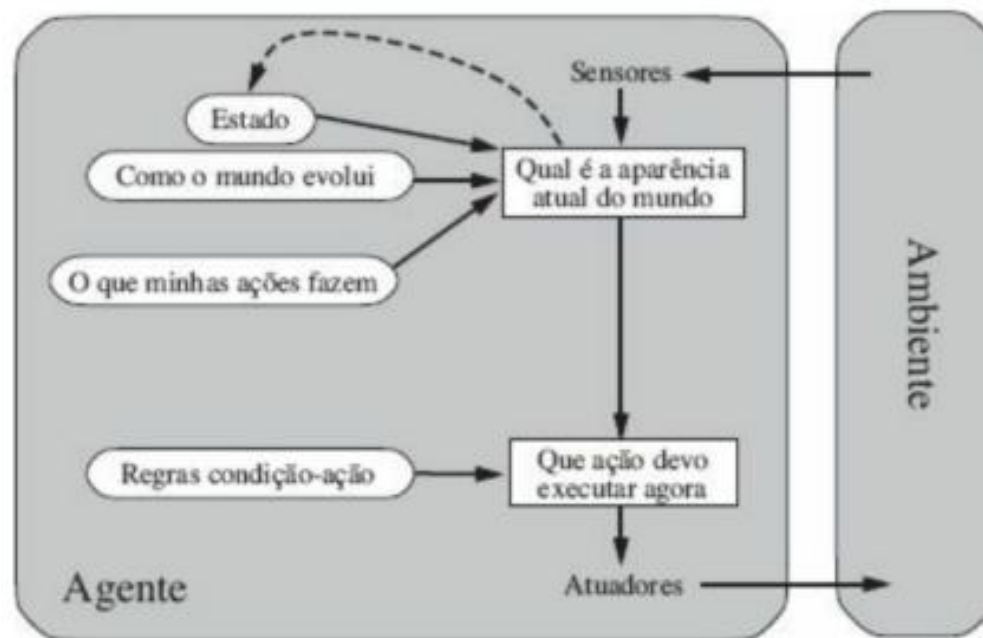 Sensores
Estado
Como o mundo evolui
Qual é a aparência
atual do mundo
O que minhas ações fazem
Ambiente
Regras condição-ação
Que ação devo
executar agora
Agente
Atuadores